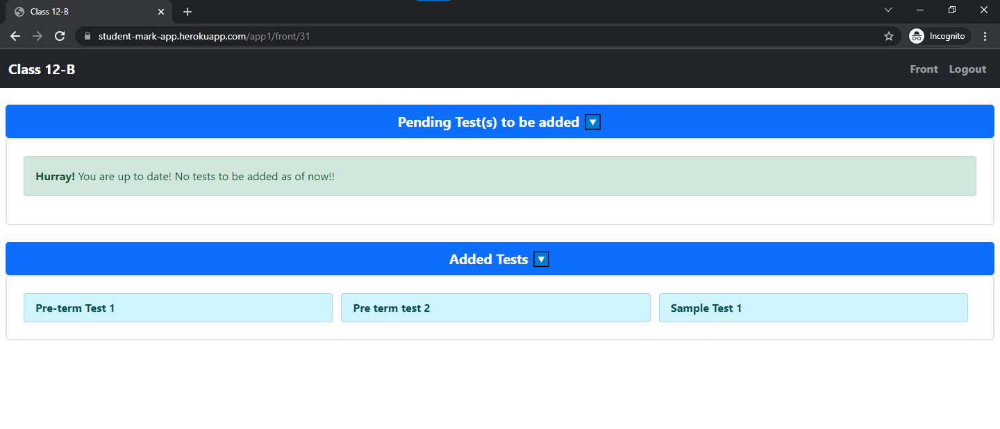 Class 12-B
student-mark-app.herokuapp.com/app1/front/31
Incognito
Class 12-B
Front Logout
Pending Test(s) to be added
Hurray! You are up to date! No tests to be added as of now!!
Added Tests
Pre-term Test 1
Pre term test 2
Sample Test 1